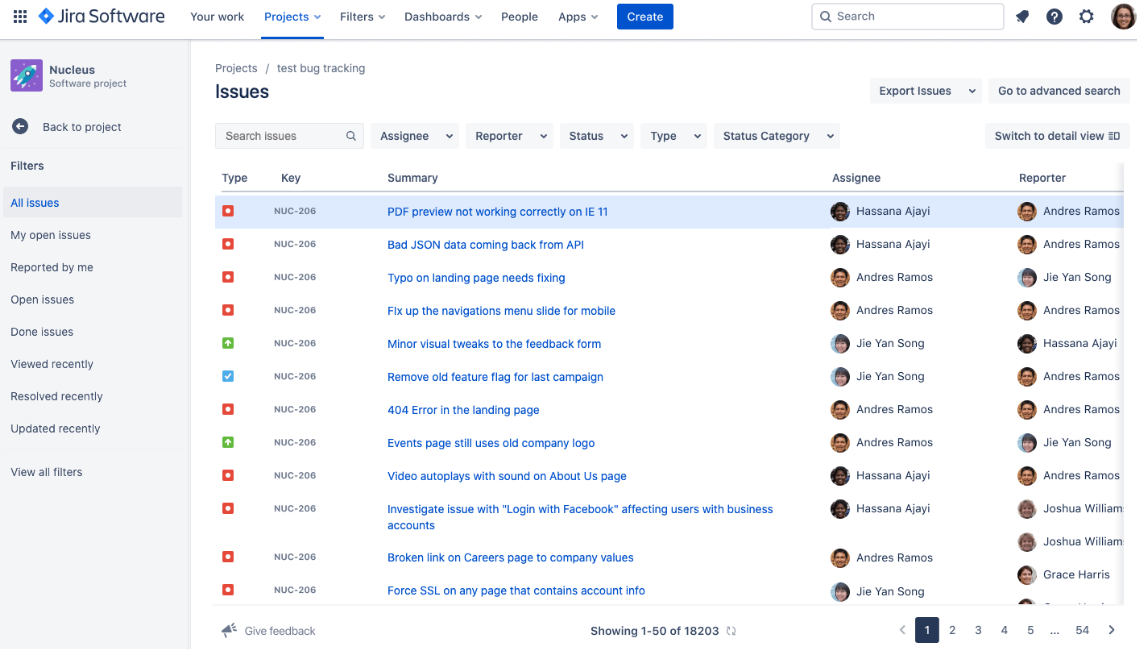 Jira Software Your work Projects Filters Dashboards People Apps Create Search
Nucleus
Software project
Back to project
Filters
All issues
My open issues
Reported by me
Open issues
Done issues
Viewed recently
Resolved recently
Updated recently
View all filters
Projects / test bug tracking
Issues
Export Issues Go to advanced search
Search issues Assignee Reporter Status Type Status Category Switch to detail view
Type Key Summary Assignee Reporter
NUC-206 PDF preview not working correctly on IE 11 Hassana Ajayi Andres Ramos
NUC-206 Bad JSON data coming back from API Hassana Ajayi Andres Ramos
NUC-206 Typo on landing page needs fixing Andres Ramos Jie Yan Song
NUC-206 FIx up the navigations menu slide for mobile Andres Ramos Andres Ramos
NUC-206 Minor visual tweaks to the feedback form Jie Yan Song Hassana Ajayi
NUC-206 Remove old feature flag for last campaign Jie Yan Song Andres Ramos
NUC-206 404 Error in the landing page Andres Ramos Andres Ramos
NUC-206 Events page still uses old company logo Andres Ramos Jie Yan Song
NUC-206 Video autoplays with sound on About Us page Hassana Ajayi Andres Ramos
NUC-206 Investigate issue with "Login with Facebook" affecting users with business Hassana Ajayi Joshua William
accounts
Joshua William
NUC-206 Broken link on Careers page to company values Andres Ramos
Grace Harris
NUC-206 Force SSL on any page that contains account info Jie Yan Song
Give feedback Showing 1-50 of 18203 1 2 3 4 5 ... 54